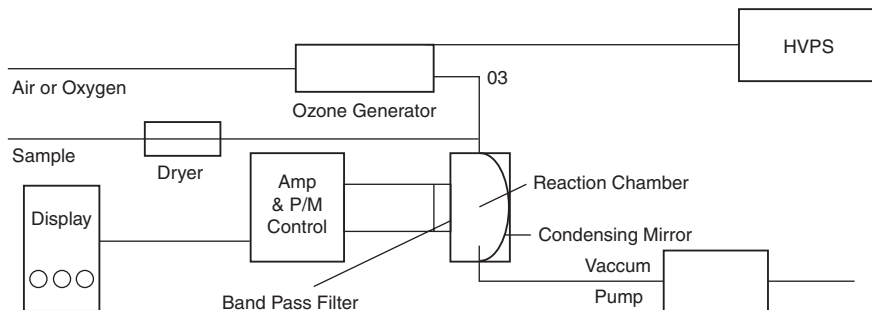 HVPS
Air or Oxygen
03
Ozone Generator
Sample
Dryer
Amp
& P/M
Control
Reaction Chamber
Display
Condensing Mirror
Vaccum
Pump
Band Pass Filter